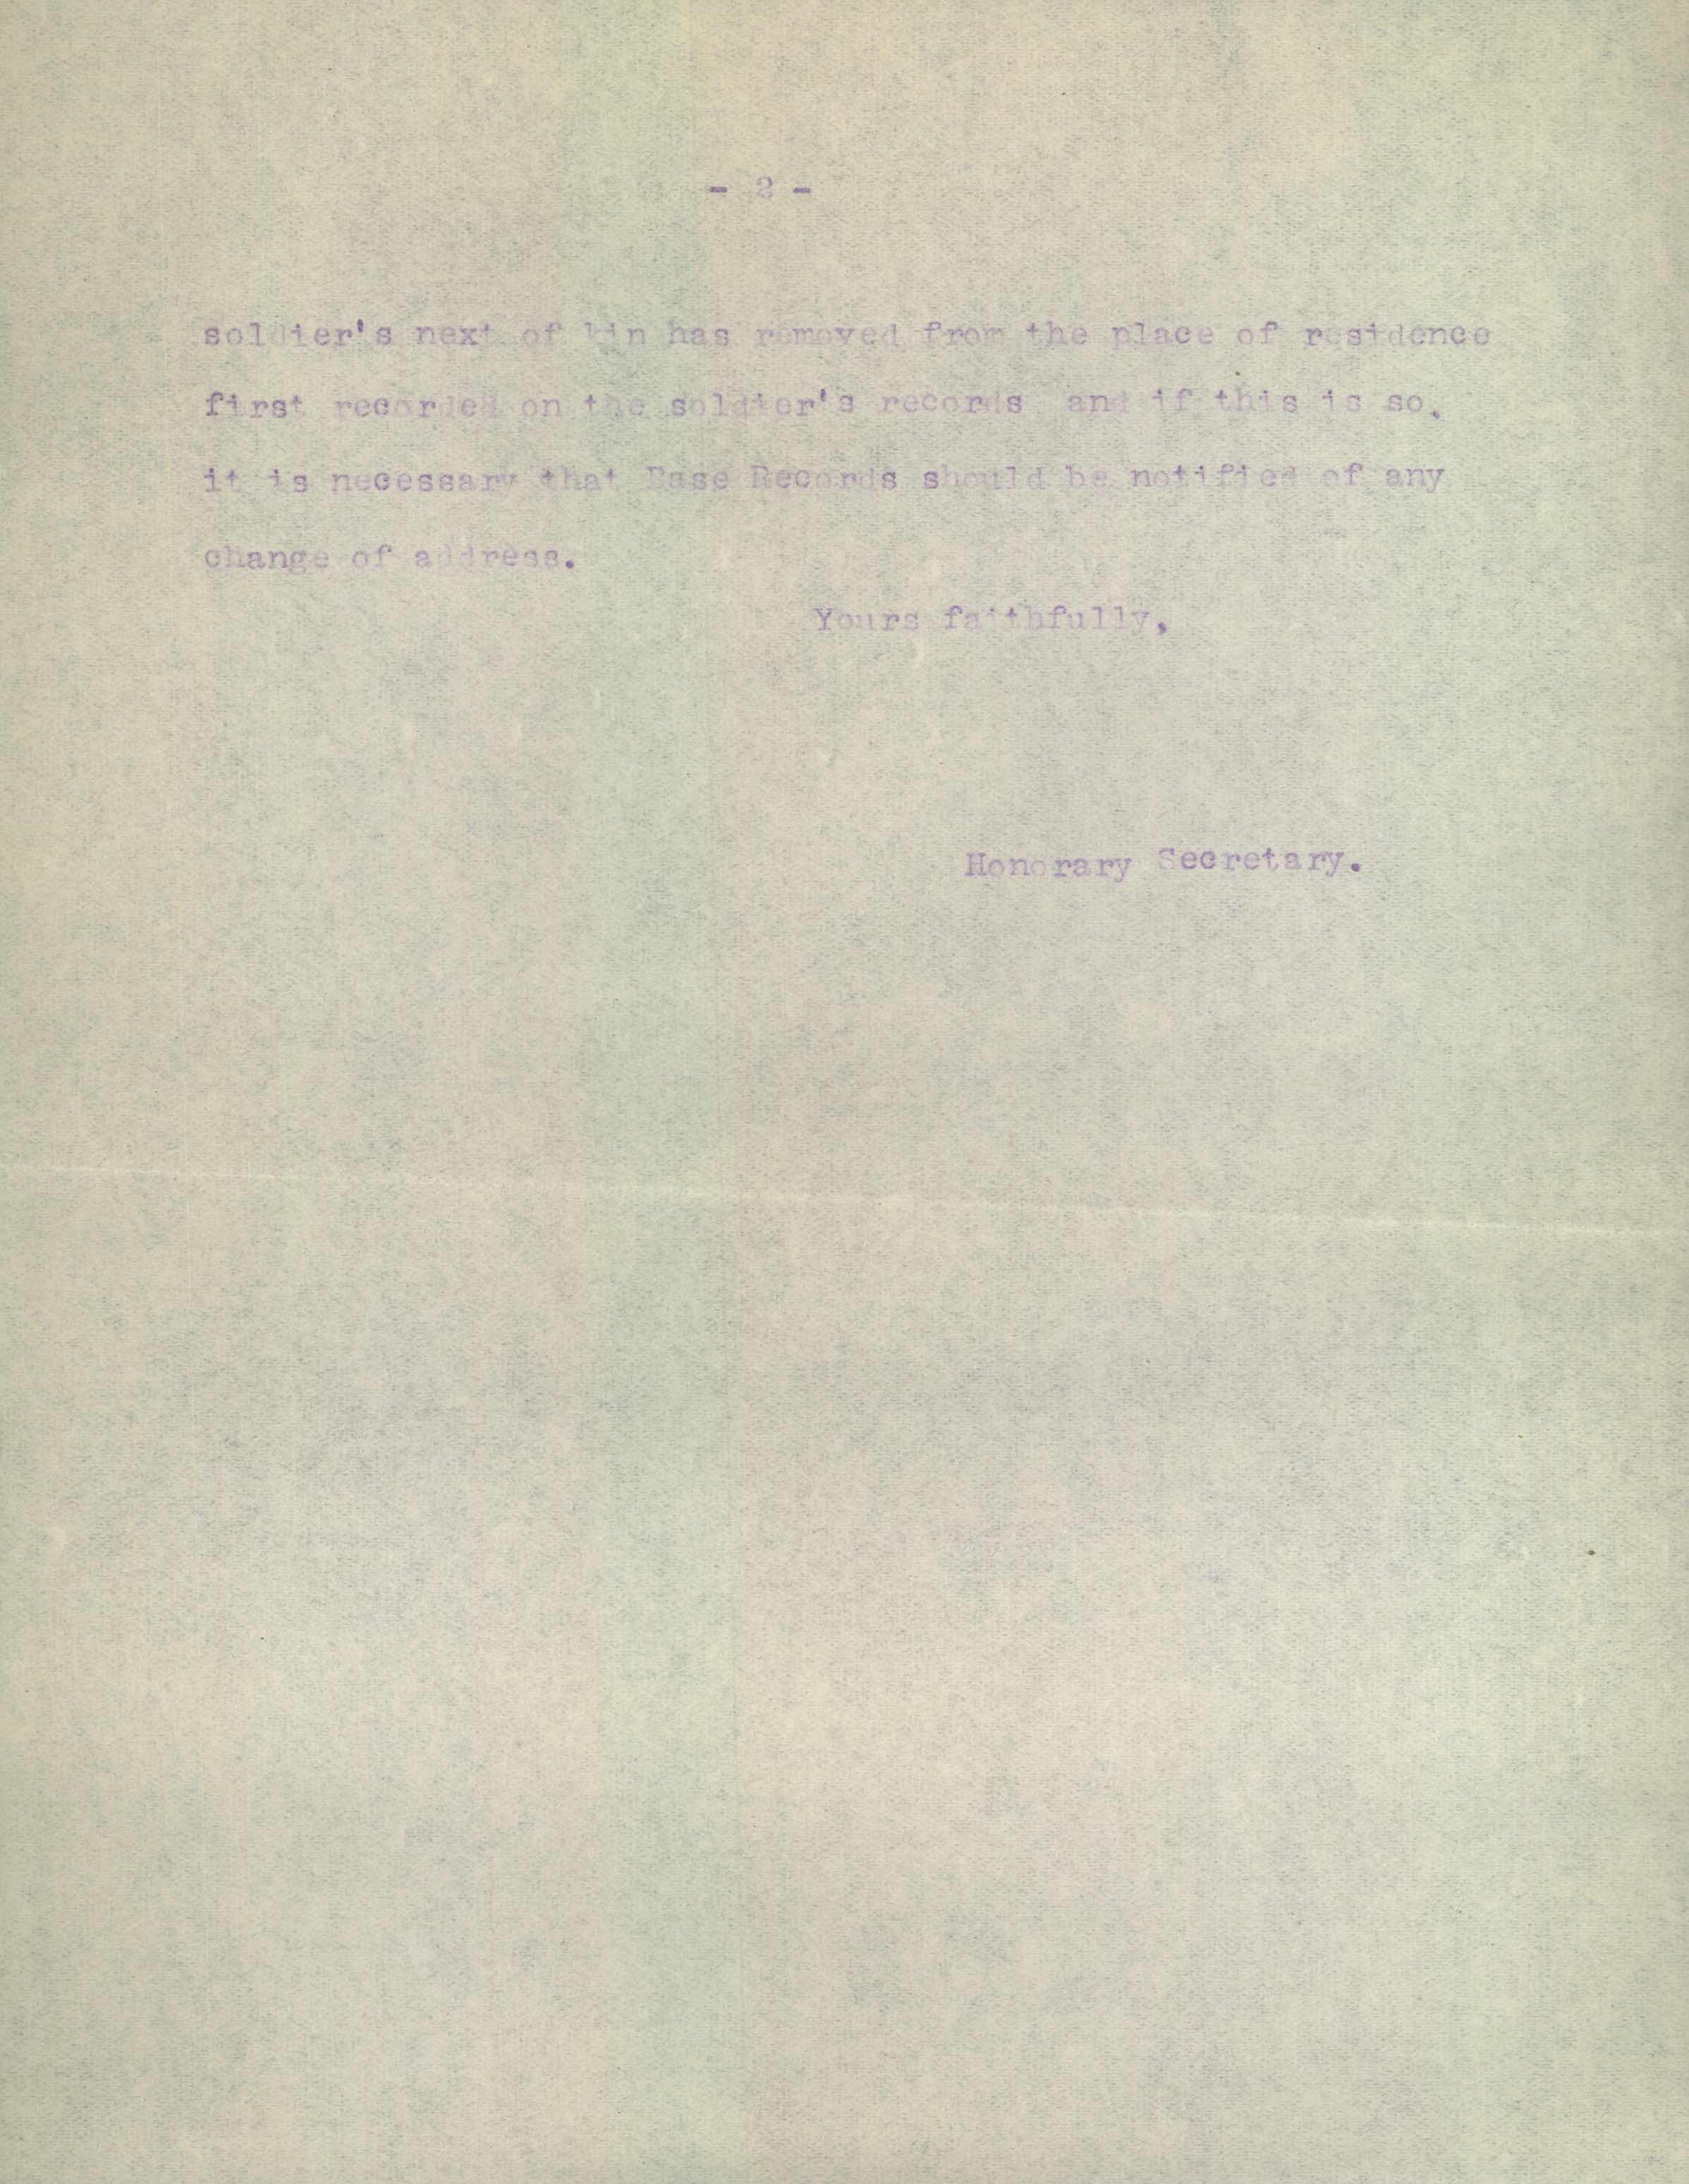 - 2 -
soldier's next of kin has removed from the place of residence
first recorded on the soldier's records and if this is so,
it is necessary that Base Records should be notified of any
change of address.
Yours faithfully,
Honorary Secretary.